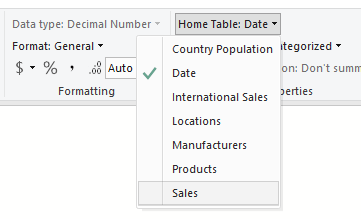 Data type: Decimal Number
Home Table: Date
Format: General
$ % , .00 Auto
Formatting
Country Population
Date
International Sales
Locations
Manufacturers
Products
Sales
tegorized
on: Don't summ
perties